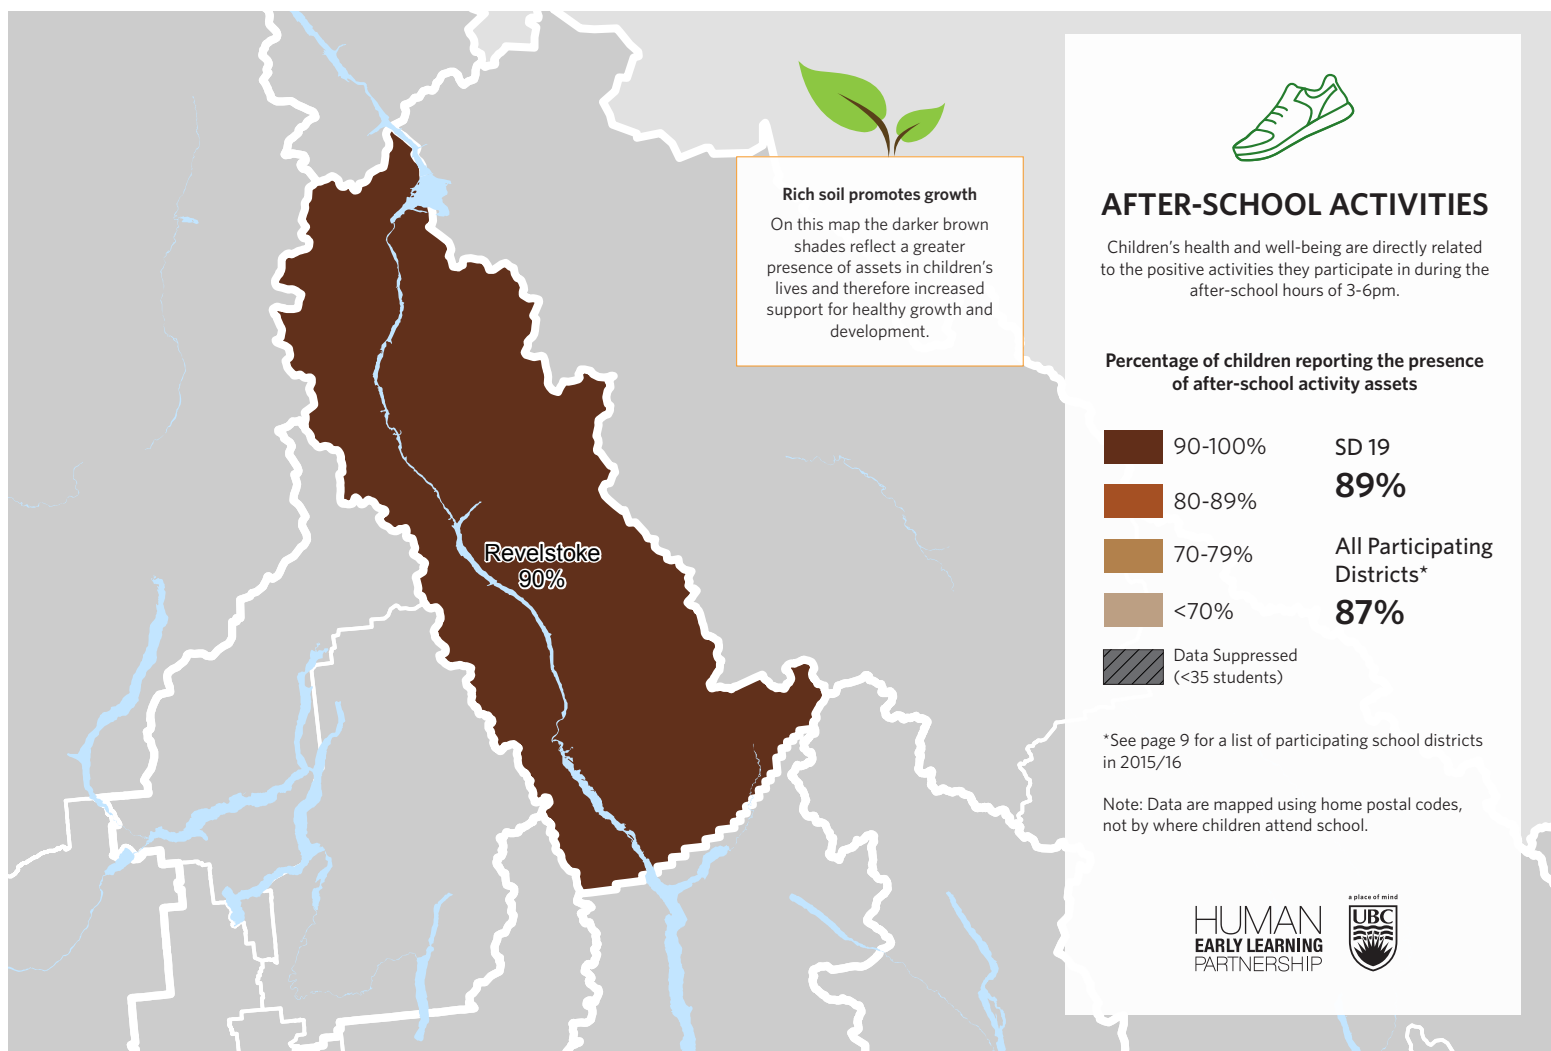 Rich soil promotes growth
On this map the darker brown
shades reflect a greater
presence of assets in children's
lives and therefore increased
support for healthy growth and
development.
Revelstoke
90%
AFTER-SCHOOL ACTIVITIES
Children's health and well-being are directly related
to the positive activities they participate in during the
after-school hours of 3-6pm.
Percentage of children reporting the presence
of after-school activity assets
90-100%
80-89%
70-79%
<70%
Data Suppressed
(<35 students)
SD 19
89%
All Participating
Districts*
87%
*See page 9 for a list of participating school districts
in 2015/16
Note: Data are mapped using home postal codes,
not by where children attend school.
HUMAN
EARLY LEARNING
PARTNERSHIP
a place of mind
UBC